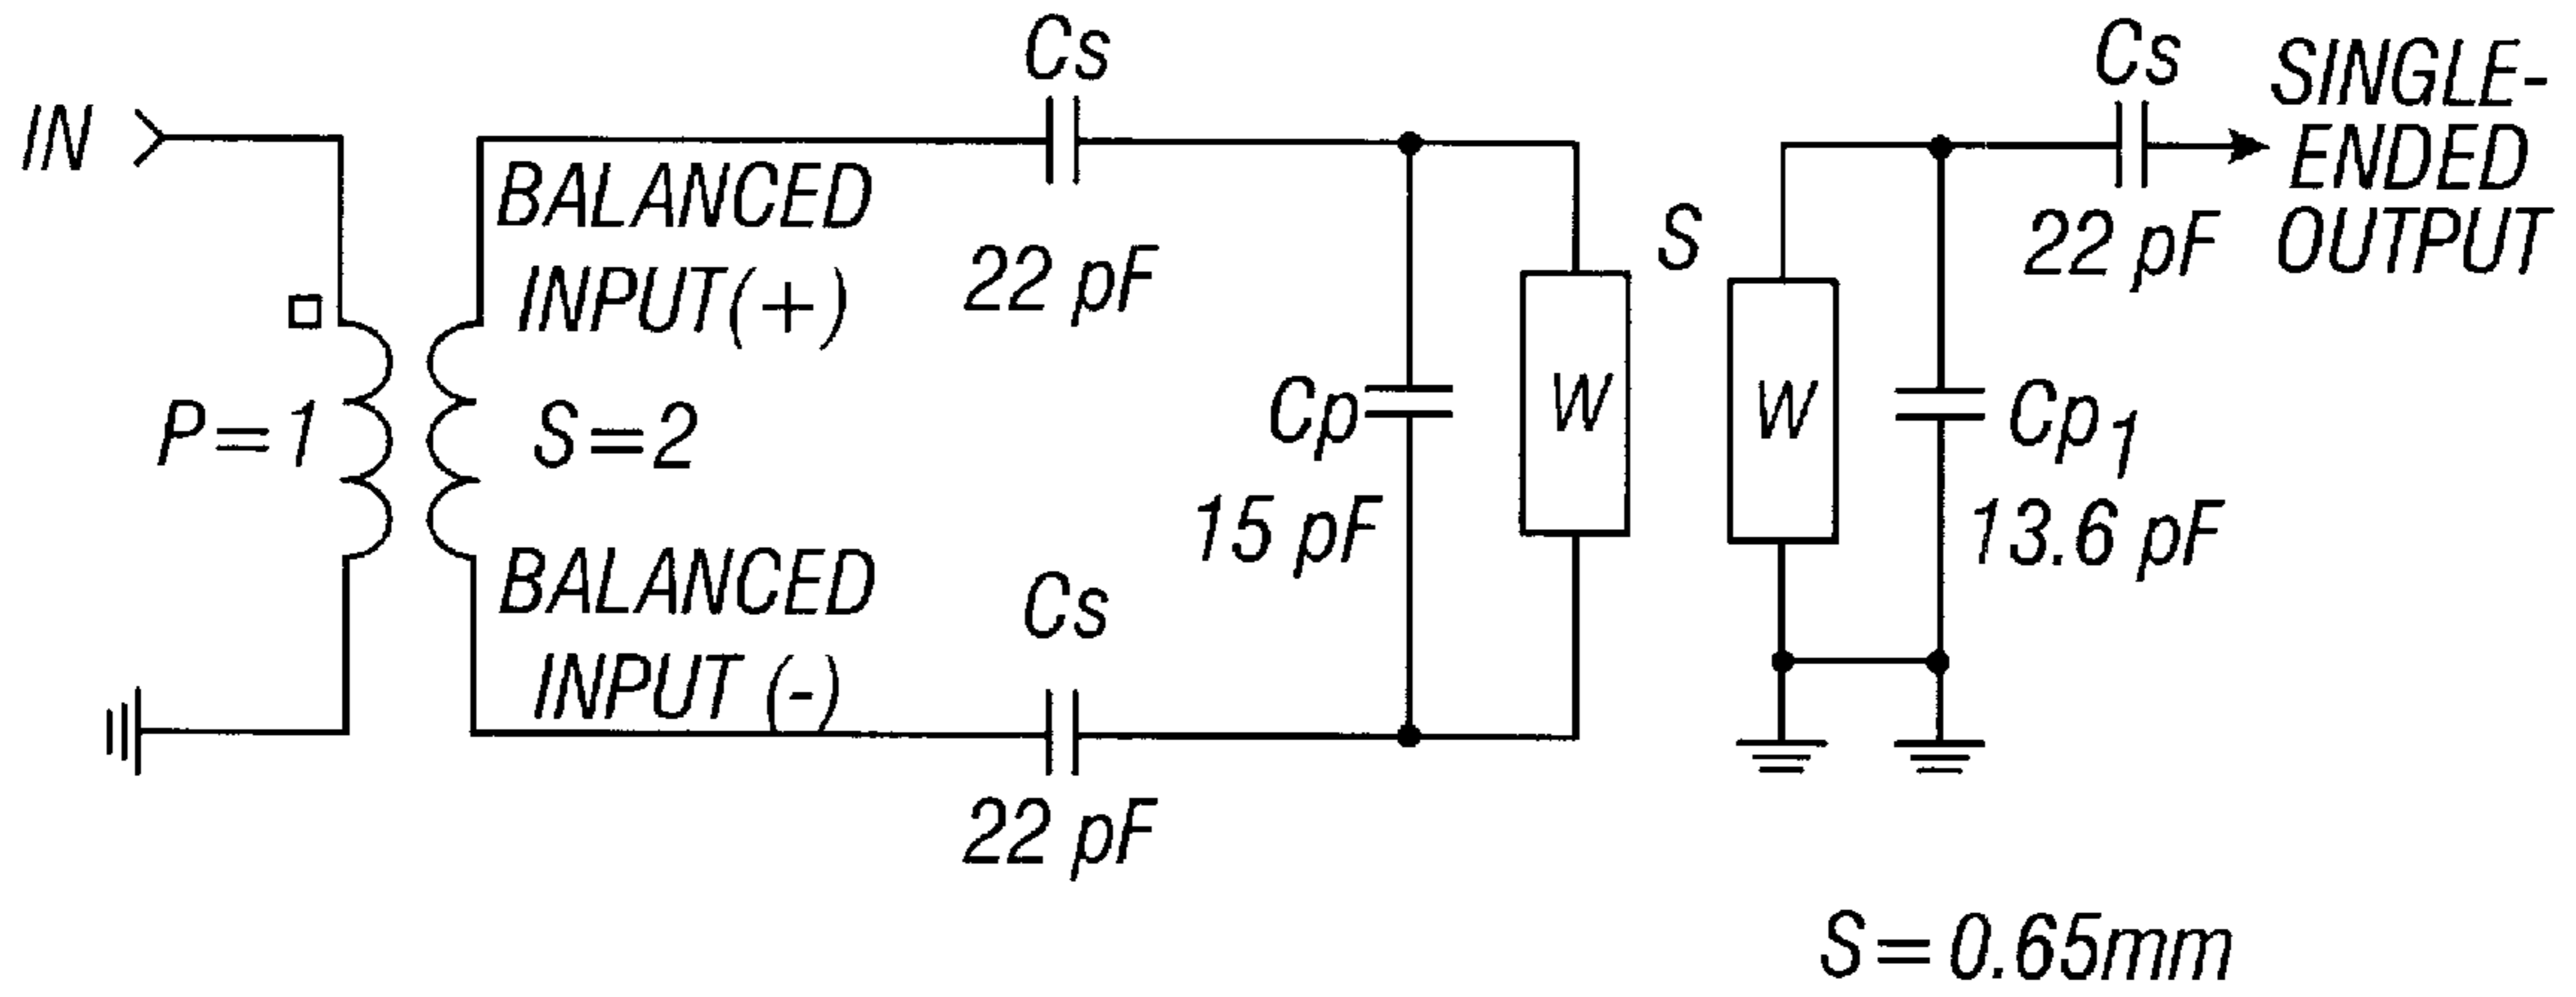 IN
P=1
S=2
BALANCED
INPUT(+)
BALANCED
INPUT (-)
Cs
22 pF
Cs
22 pF
Cp
15 pF
W
S
W
Cp1
13.6 pF
Cs
22 pF
SINGLE-
ENDED
OUTPUT
S=0.65mm